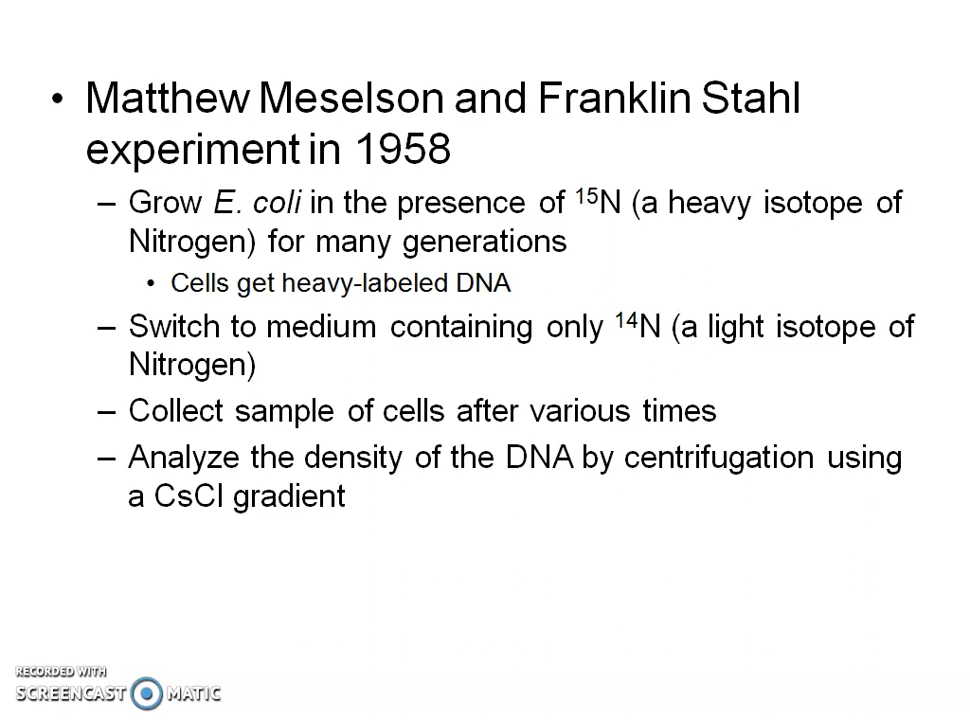 • Matthew Meselson and Franklin Stahl
experiment in 1958
– Grow E. coli in the presence of ¹⁵N (a heavy isotope of
Nitrogen) for many generations
• Cells get heavy-labeled DNA
– Switch to medium containing only ¹⁴N (a light isotope of
Nitrogen)
– Collect sample of cells after various times
– Analyze the density of the DNA by centrifugation using
a CsCl gradient
RECORDED WITH
SCREENCAST MATIC